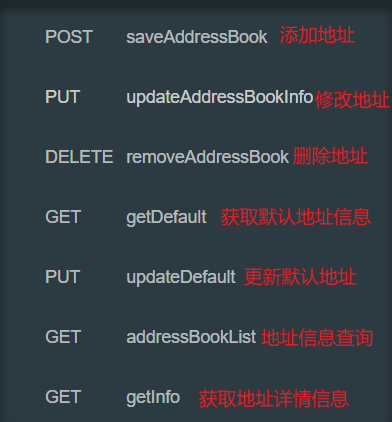 POST saveAddressBook 添加地址
PUT updateAddressBookInfo 修改地址
DELETE removeAddressBook 删除地址
GET getDefault 获取默认地址信息
PUT updateDefault 更新默认地址
GET addressBookList 地址信息查询
GET getInfo 获取地址详情信息